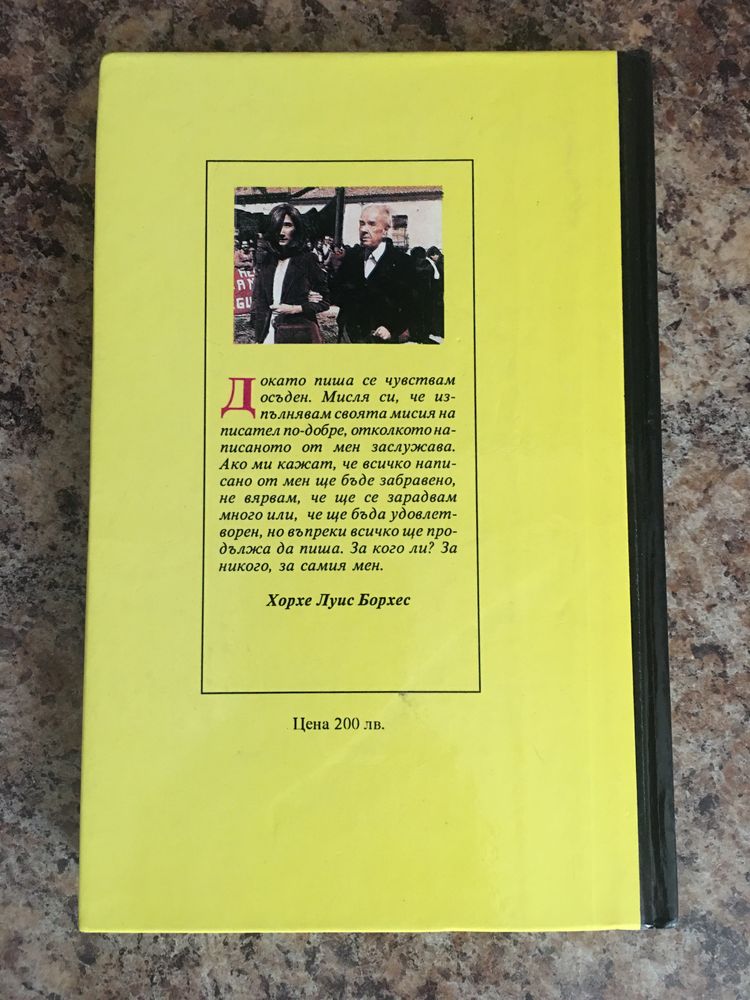 Докато пиша се чувствам
осъден. Мисля си, че из-
пълнявам своята мисия на
писател по-добре, отколкото на-
писаното от мен заслужава.
Ако ми кажат, че всичко напи-
сано от мен ще бъде забравено,
не вярвам, че ще се зарадвам
много или, че ще бъда удовлет-
ворен, но въпреки всичко ще про-
дължа да пиша. За кого ли? За
никого, за самия мен.
Хорхе Луис Борхес
Цена 200 лв.